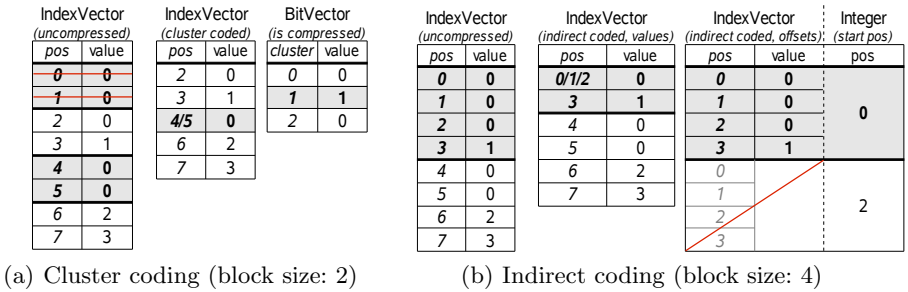 IndexVector IndexVector BitVector
(uncompressed) (cluster coded) (is compressed)
pos value pos value cluster value
0 0 2 0 0 0
1 0 3 1 1 1
2 0 4/5 0 2 0
3 1 6 2
4 0 7 3
5 0
6 2
7 3
(a) Cluster coding (block size: 2)
IndexVector IndexVector IndexVector Integer
(uncompressed) (indirect coded, values) (indirect coded, offsets) (start pos)
pos value pos value pos value pos
0 0 0/1/2 0 0 0 0
1 0 3 1 1 0
2 0 4 0 2 0
3 1 5 0 3 1
4 0 6 2 0 2
5 0 7 3 1
6 2 2
7 3 3
(b) Indirect coding (block size: 4)